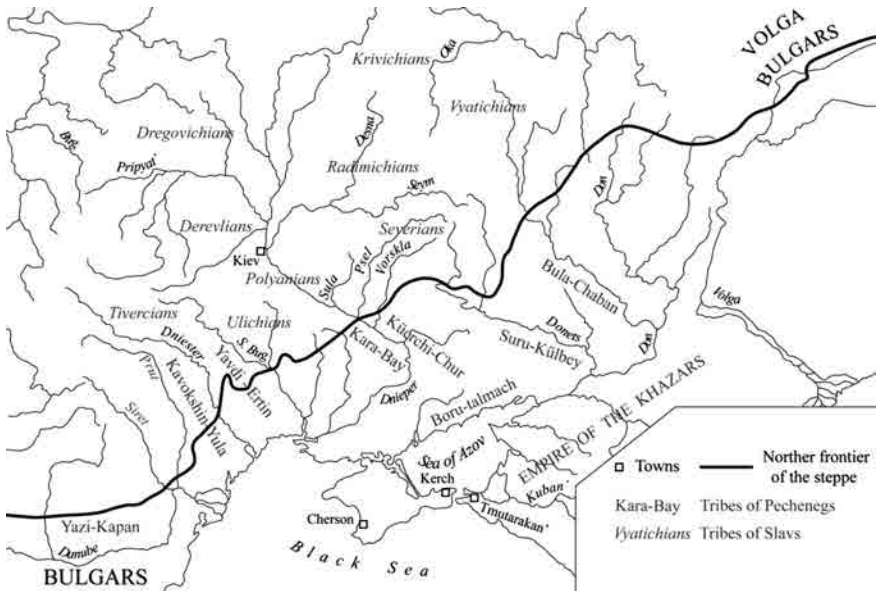 VOLGA
BULGARS
Krivichians
Oka
Vyatichians
Dregovichians
Bug
Desna
Pripyat'
Radimichians
Seym
Don
Derevlians
Severians
Kiev
Polyanians
Sula
Psel
Vorskla
Bula-Chaban
Volga
Tivercians
Ulichians
Dniester
S. Bug
Kara-Bay
Küerchi-Chur
Suru-Külbey
Donets
Don
Prut
Kavokshin-Yula
Yavdi Ertin
Dnieper
Siret
Boru-talmach
EMPIRE OF THE KHAZARS
Sea of Azov
Kerch
Kuban'
Tmutarakan'
Cherson
Yazi-Kapan
Danube
BULGARS
Black Sea
Towns
Norther frontier
of the steppe
Kara-Bay Tribes of Pechenegs
Vyatichians Tribes of Slavs